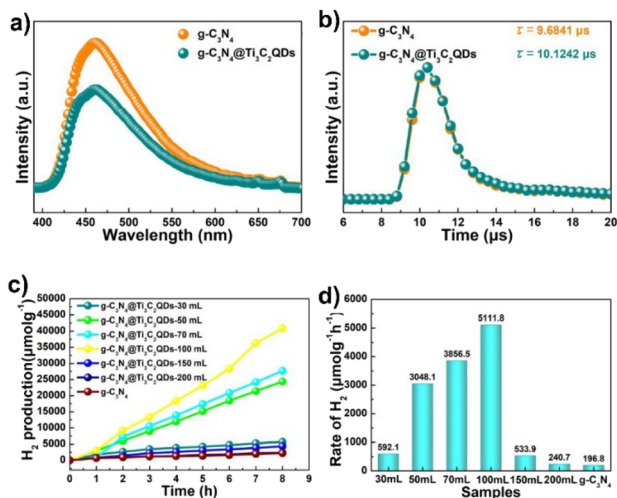 a)
g-C₃N₄
g-C₃N₄@Ti₃C₂QDs
Intensity (a.u.)
400 450 500 550 600 650 700
Wavelength (nm)
b)
g-C₃N₄ τ = 9.6841 μs
g-C₃N₄@Ti₃C₂QDs τ = 10.1242 μs
Intensity (a.u.)
6 8 10 12 14 16 18 20
Time (μs)
c)
H₂ production(μmolg⁻¹)
50000
45000
40000
35000
30000
25000
20000
15000
10000
5000
0
g-C₃N₄@Ti₃C₂QDs-30 mL
g-C₃N₄@Ti₃C₂QDs-50 mL
g-C₃N₄@Ti₃C₂QDs-70 mL
g-C₃N₄@Ti₃C₂QDs-100 mL
g-C₃N₄@Ti₃C₂QDs-150 mL
g-C₃N₄@Ti₃C₂QDs-200 mL
g-C₃N₄
0 1 2 3 4 5 6 7 8 9
Time (h)
d)
Rate of H₂ (μmolg⁻¹h⁻¹)
6000
5000
4000
3000
2000
1000
0
592.1
3048.1
3856.5
5111.8
533.9
240.7
196.8
30mL 50mL 70mL 100mL 150mL 200mL g-C₃N₄
Samples